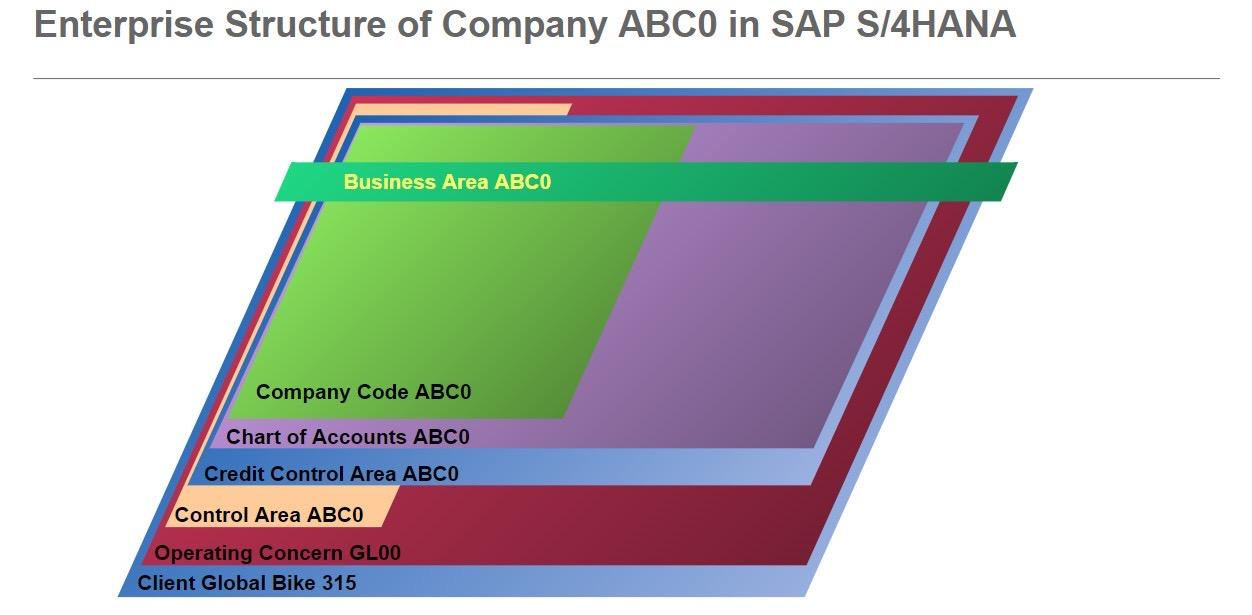 Enterprise Structure of Company ABC0 in SAP S/4HANA
Business Area ABC0
Company Code ABC0
Chart of Accounts ABC0
Credit Control Area ABC0
Control Area ABC0
Operating Concern GL00
Client Global Bike 315